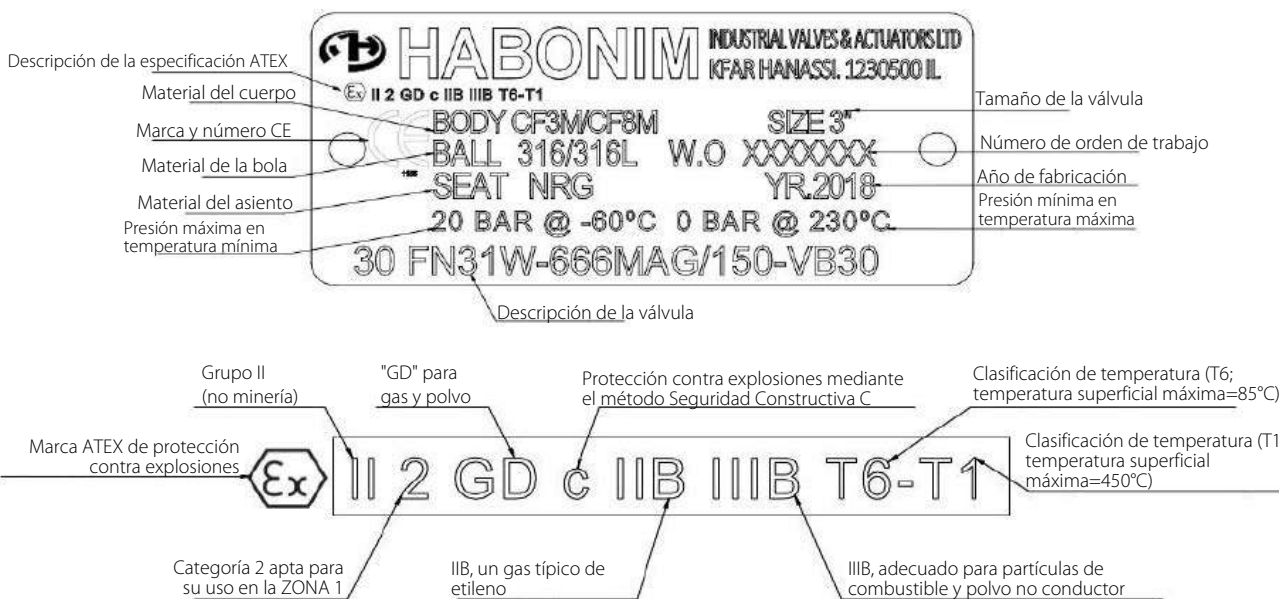 HABONIM INDUSTRIAL VALVES & ACTUATORS LTD
KFAR HANASSI. 1230500 IL
Descripción de la especificación ATEX
Ex II 2 GD c IIB IIIB T6-T1
Material del cuerpo
Tamaño de la válvula
BODY CF3M/CF8M SIZE 3"
Marca y número CE
CE
Número de orden de trabajo
BALL 316/316L W.O XXXXXXX
Material de la bola
Año de fabricación
SEAT NRG YR.2018
Material del asiento
Presión mínima en
temperatura máxima
Presión máxima en
temperatura mínima
20 BAR @ -60ºC 0 BAR @ 230ºC
30 FN31W-666MAG/150-VB30
Descripción de la válvula
Grupo II
(no minería)
"GD" para
gas y polvo
Protección contra explosiones mediante
el método Seguridad Constructiva C
Clasificación de temperatura (T6;
temperatura superficial máxima=85°C)
Marca ATEX de protección
contra explosiones
Clasificación de temperatura (T1
temperatura superficial
máxima=450°C)
Ex II 2 GD c IIB IIIB T6-T1
Categoría 2 apta para
su uso en la ZONA 1
IIB, un gas típico de
etileno
IIIB, adecuado para partículas de
combustible y polvo no conductor